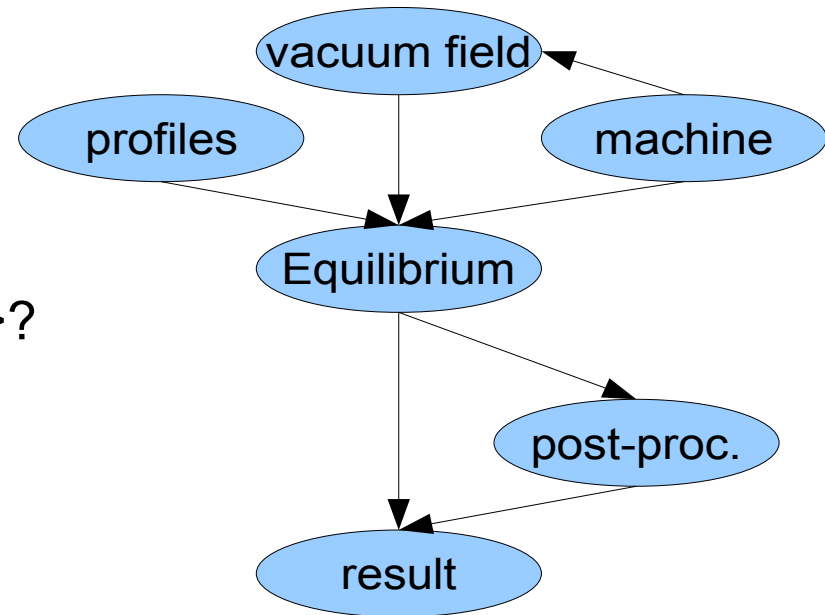 vacuum field
profiles
machine
Equilibrium
?
post-proc.
result